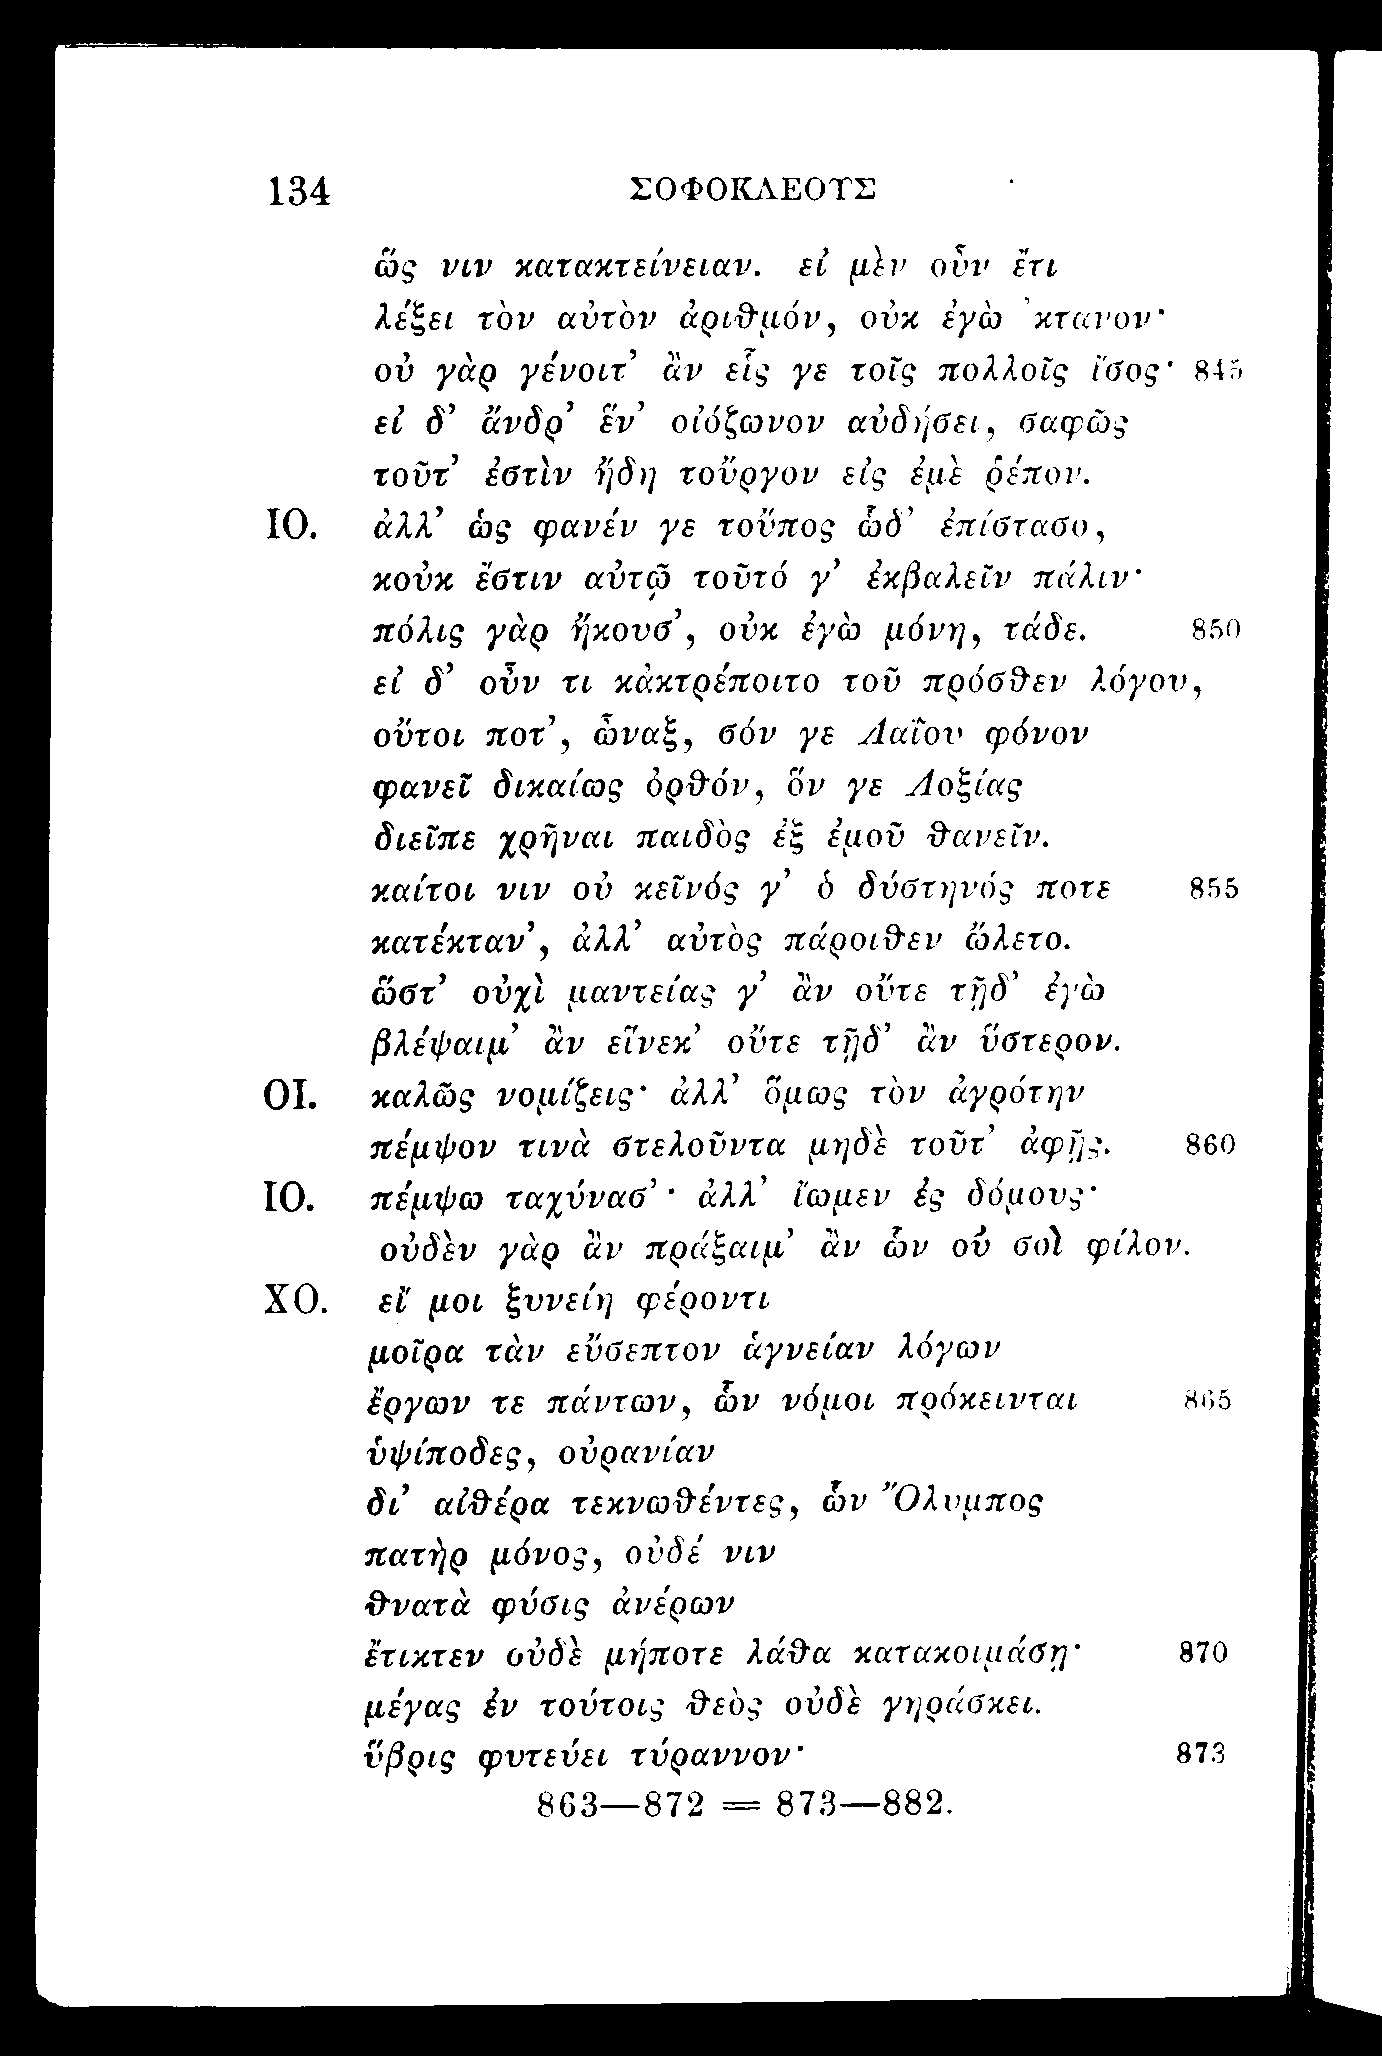 134 ΣΟΦΟΚΛΕΟΥΣ
ὥς νιν κατακτείνειαν. εἰ μὲν οὖν ἔτι
λέξει τὸν αὐτὸν ἀριθμόν, οὐκ ἐγὼ ᾿κτανον·
οὐ γὰρ γένοιτ᾿ ἂν εἷς γε τοῖς πολλοῖς ἴσος· 845
εἰ δ᾿ ἄνδρ᾿ ἕν᾿ οἰόζωνον αὐδήσει, σαφῶς
τοῦτ᾿ ἐστὶν ἤδη τοὔργον εἰς ἐμὲ ῥέπον.
ΙΟ. ἀλλ᾿ ὡς φανέν γε τοὔπος ὧδ᾿ ἐπίστασο,
κοὐκ ἔστιν αὐτῷ τοῦτό γ᾿ ἐκβαλεῖν πάλιν·
πόλις γὰρ ἤκουσ᾿, οὐκ ἐγὼ μόνη, τάδε. 850
εἰ δ᾿ οὖν τι κἀκτρέποιτο τοῦ πρόσθεν λόγου,
οὔτοι ποτ᾿, ὦναξ, σόν γε Λαΐου φόνον
φανεῖ δικαίως ὀρθόν, ὅν γε Λοξίας
διεῖπε χρῆναι παιδὸς ἐξ ἐμοῦ θανεῖν.
καίτοι νιν οὐ κεῖνός γ᾿ ὁ δύστηνός ποτε 855
κατέκταν᾿, ἀλλ᾿ αὐτὸς πάροιθεν ὤλετο.
ὥστ᾿ οὐχὶ μαντείας γ᾿ ἂν οὔτε τῇδ᾿ ἐγὼ
βλέψαιμ᾿ ἂν εἵνεκ᾿ οὔτε τῇδ᾿ ἂν ὕστερον.
ΟΙ. καλῶς νομίζεις· ἀλλ᾿ ὅμως τὸν ἀγρότην
πέμψον τινὰ στελοῦντα μηδὲ τοῦτ᾿ ἀφῇς. 860
ΙΟ. πέμψω ταχύνασ᾿· ἀλλ᾿ ἴωμεν ἐς δόμους·
οὐδὲν γὰρ ἂν πράξαιμ᾿ ἂν ὧν οὐ σοὶ φίλον.
ΧΟ. εἴ μοι ξυνείη φέροντι
μοῖρα τὰν εὔσεπτον ἁγνείαν λόγων
ἔργων τε πάντων, ὧν νόμοι πρόκεινται 865
ὑψίποδες, οὐρανίαν
δι᾿ αἰθέρα τεκνωθέντες, ὧν Ὄλυμπος
πατὴρ μόνος, οὐδέ νιν
θνατὰ φύσις ἀνέρων
ἔτικτεν οὐδὲ μήποτε λάθα κατακοιμάσῃ· 870
μέγας ἐν τούτοις θεὸς οὐδὲ γηράσκει.
ὕβρις φυτεύει τύραννον· 873
863—872 = 873—882.